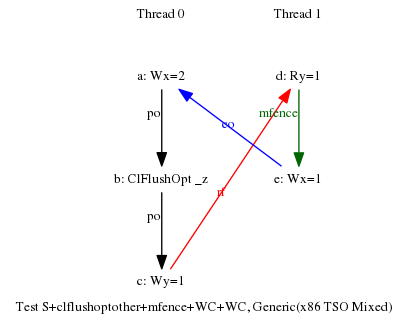 Thread 0 Thread 1
a: Wx=2 d: Ry=1
po mfence
co
b: ClFlushOpt _z e: Wx=1
rf
po
c: Wy=1
Test S+clflushoptother+mfence+WC+WC, Generic(x86 TSO Mixed)